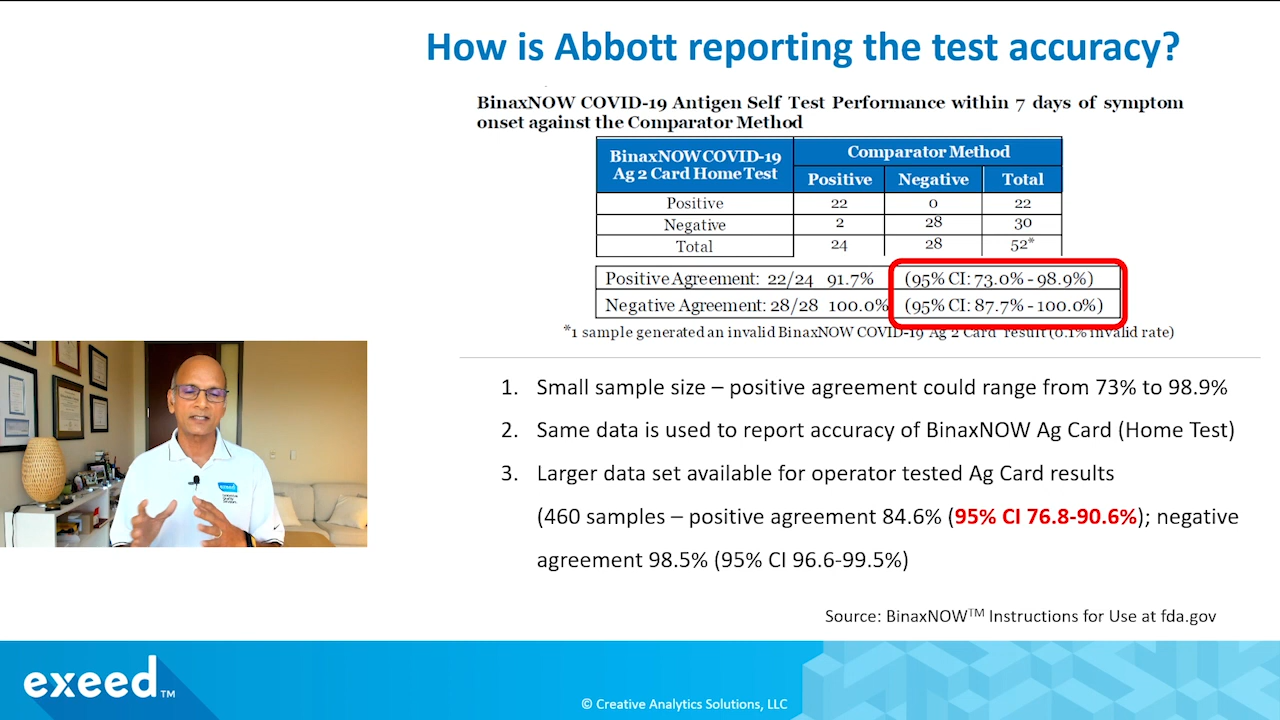 How is Abbott reporting the test accuracy?
BinaxNOW COVID-19 Antigen Self Test Performance within 7 days of symptom
onset against the Comparator Method
BinaxNOW COVID-19
Ag 2 Card Home Test
Comparator Method
Positive Negative Total
Positive 22 0 22
Negative 2 28 30
Total 24 28 52*
Positive Agreement: 22/24 91.7% (95% CI: 73.0% - 98.9%)
Negative Agreement: 28/28 100.0% (95% CI: 87.7% - 100.0%)
*1 sample generated an invalid BinaxNOW COVID-19 Ag 2 Card result (0.1% invalid rate)
1. Small sample size – positive agreement could range from 73% to 98.9%
2. Same data is used to report accuracy of BinaxNOW Ag Card (Home Test)
3. Larger data set available for operator tested Ag Card results
(460 samples – positive agreement 84.6% (95% CI 76.8-90.6%); negative
agreement 98.5% (95% CI 96.6-99.5%)
Source: BinaxNOW™ Instructions for Use at fda.gov
exeed
exeed™
© Creative Analytics Solutions, LLC